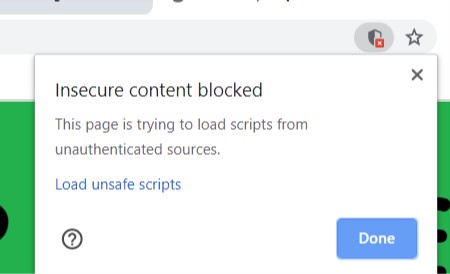 Insecure content blocked
This page is trying to load scripts from
unauthenticated sources.
Load unsafe scripts
Done